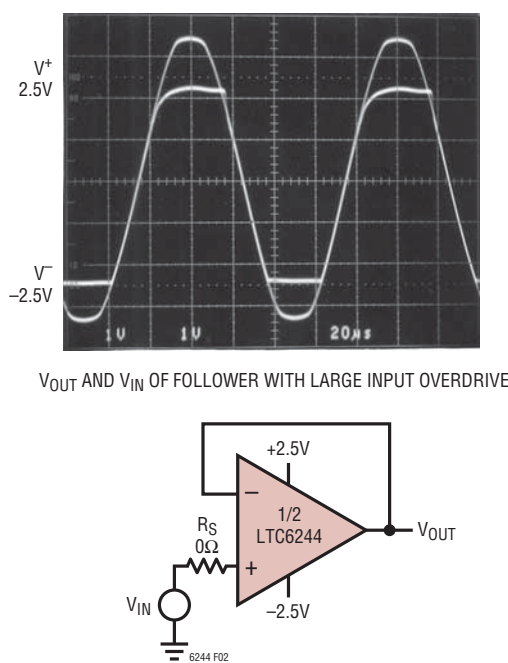 V+
2.5V
V−
−2.5V
1V 1V 20µs
VOUT AND VIN OF FOLLOWER WITH LARGE INPUT OVERDRIVE
+2.5V
−
1/2
LTC6244
RS
0Ω
+
VOUT
VIN
−2.5V
6244 F02